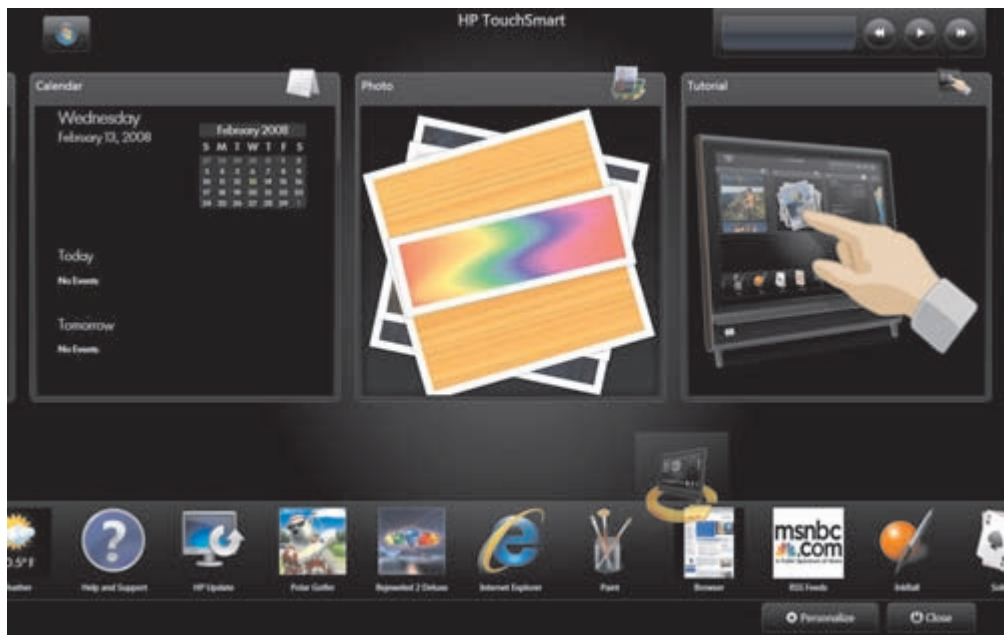 HP TouchSmart
Calendar
Photo
Tutorial
Wednesday
February 13, 2008
February 2008
S M T W T F S
Today
No Events
Tomorrow
No Events
msnbc
.com
Help and Support
HP Update
Polar Golfer
Bejeweled 2 Deluxe
Internet Explorer
Paint
Browser
RSS Feeds
Inkball
Personalize
Close